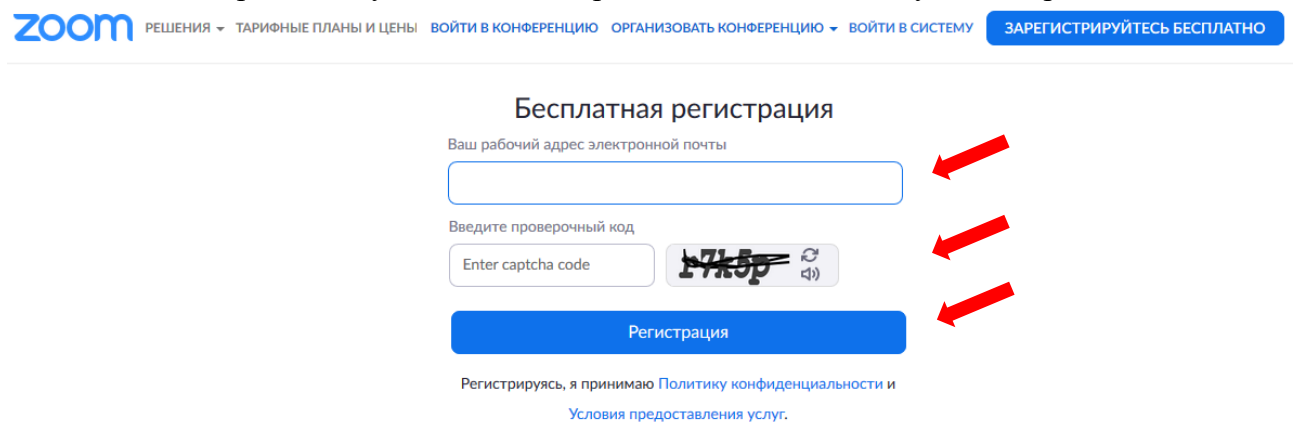 zoom РЕШЕНИЯ ТАРИФНЫЕ ПЛАНЫ И ЦЕНЫ ВОЙТИ В КОНФЕРЕНЦИЮ ОРГАНИЗОВАТЬ КОНФЕРЕНЦИЮ ВОЙТИ В СИСТЕМУ ЗАРЕГИСТРИРУЙТЕСЬ БЕСПЛАТНО
Бесплатная регистрация
Ваш рабочий адрес электронной почты
Введите проверочный код
Enter captcha code
Регистрация
Регистрируясь, я принимаю Политику конфиденциальности и
Условия предоставления услуг.